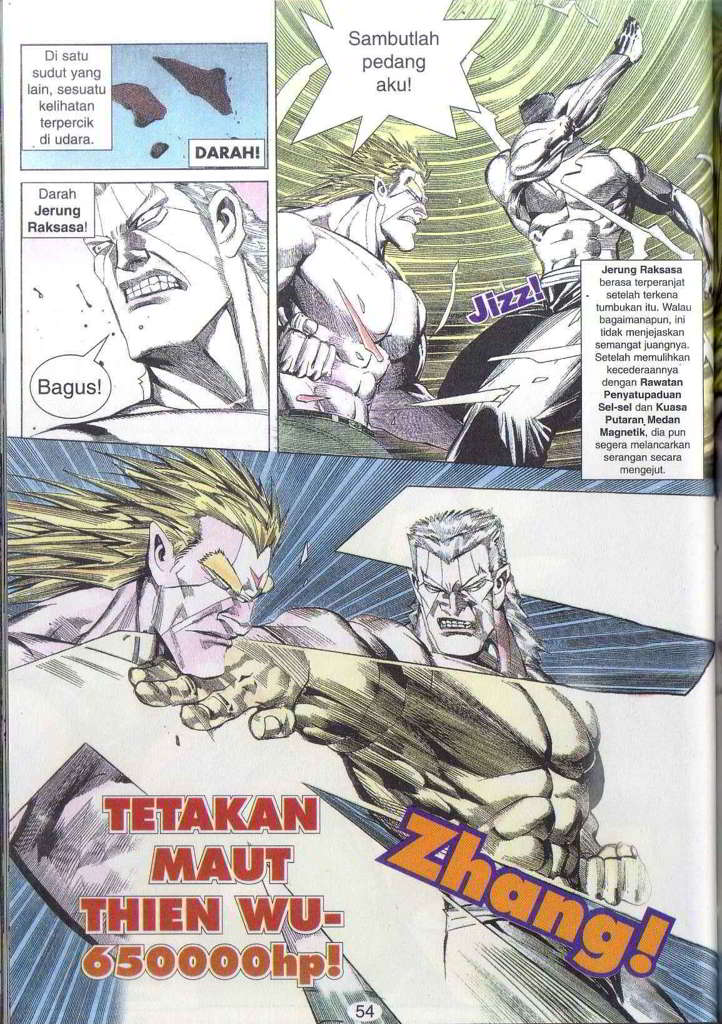 Di satu
sudut yang
lain, sesuatu
kelihatan
terpercik
di udara.
DARAH!
Darah
Jerung
Raksasa!
Bagus!
Sambutlah
pedang
aku!
Jizz!
Jerung Raksasa
berasa terperanjat
setelah terkena
tumbukan itu. Walau
bagaimanapun, ini
tidak menjejaskan
semangat juangnya.
Setelah memulihkan
kecederaannya
dengan Rawatan
Penyatupaduan
Sel-sel dan Kuasa
Putaran Medan
Magnetik, dia pun
segera melancarkan
serangan secara
mengejut.
TETAKAN
MAUT
THIEN WU-
650000hp!
Zhang!
54